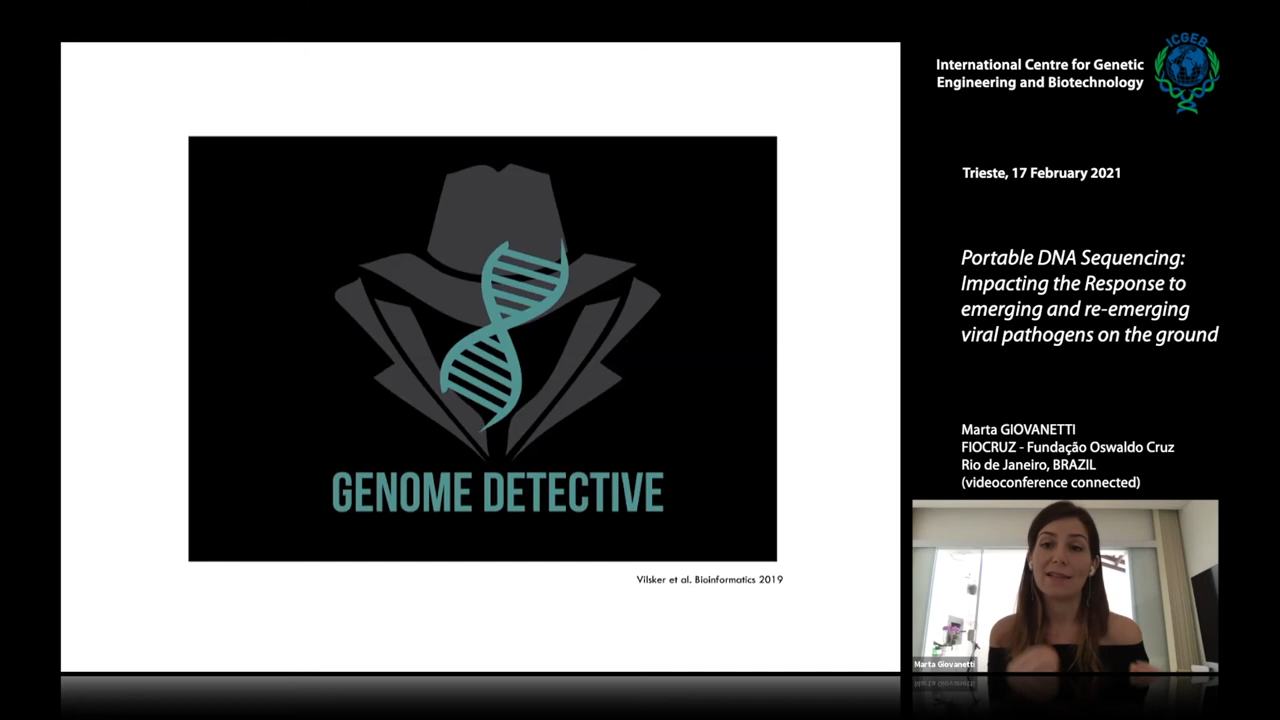 GENOME DETECTIVE
Vilsker et al. Bioinformatics 2019
ICGEB
International Centre for Genetic
Engineering and Biotechnology
Trieste, 17 February 2021
Portable DNA Sequencing:
Impacting the Response to
emerging and re-emerging
viral pathogens on the ground
Marta GIOVANETTI
FIOCRUZ - Fundação Oswaldo Cruz
Rio de Janeiro, BRAZIL
(videoconference connected)
Marta Giovanetti